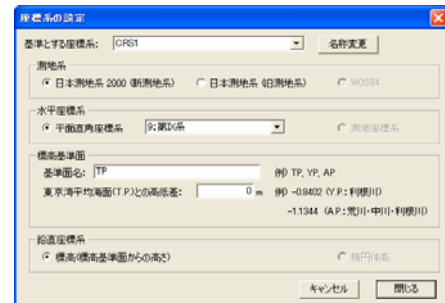 座標系の設定
基準とする座標系: CRS1 名称変更
測地系
日本測地系 2000 (新測地系) 日本測地系 (旧測地系) WGS84
水平座標系
平面直角座標系 9:第IX系 測地座標系
標高基準面
基準面名: TP 例) TP, YP, AP
東京湾平均海面(T.P.)との高低差: 0 m 例) -0.8402 (Y.P.:利根川)
-1.1344 (A.P.:荒川・中川・利根川)
鉛直座標系
標高(標高基準面からの高さ) 楕円体高
キャンセル 閉じる